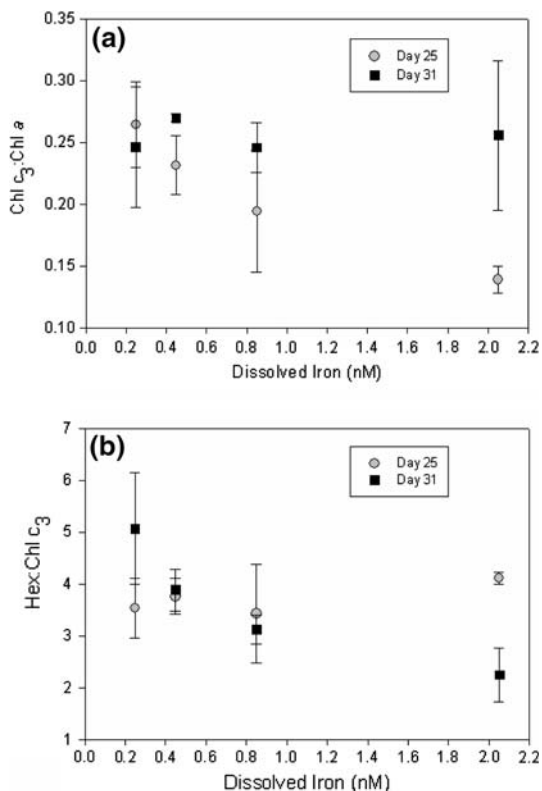 (a)
Day 25
Day 31
0.35
0.30
0.25
0.20
0.15
0.10
Chl c₃:Chl a
0.0 0.2 0.4 0.6 0.8 1.0 1.2 1.4 1.6 1.8 2.0 2.2
Dissolved Iron (nM)
(b)
Day 25
Day 31
7
6
5
4
3
2
1
Hex:Chl c₃
0.0 0.2 0.4 0.6 0.8 1.0 1.2 1.4 1.6 1.8 2.0 2.2
Dissolved Iron (nM)